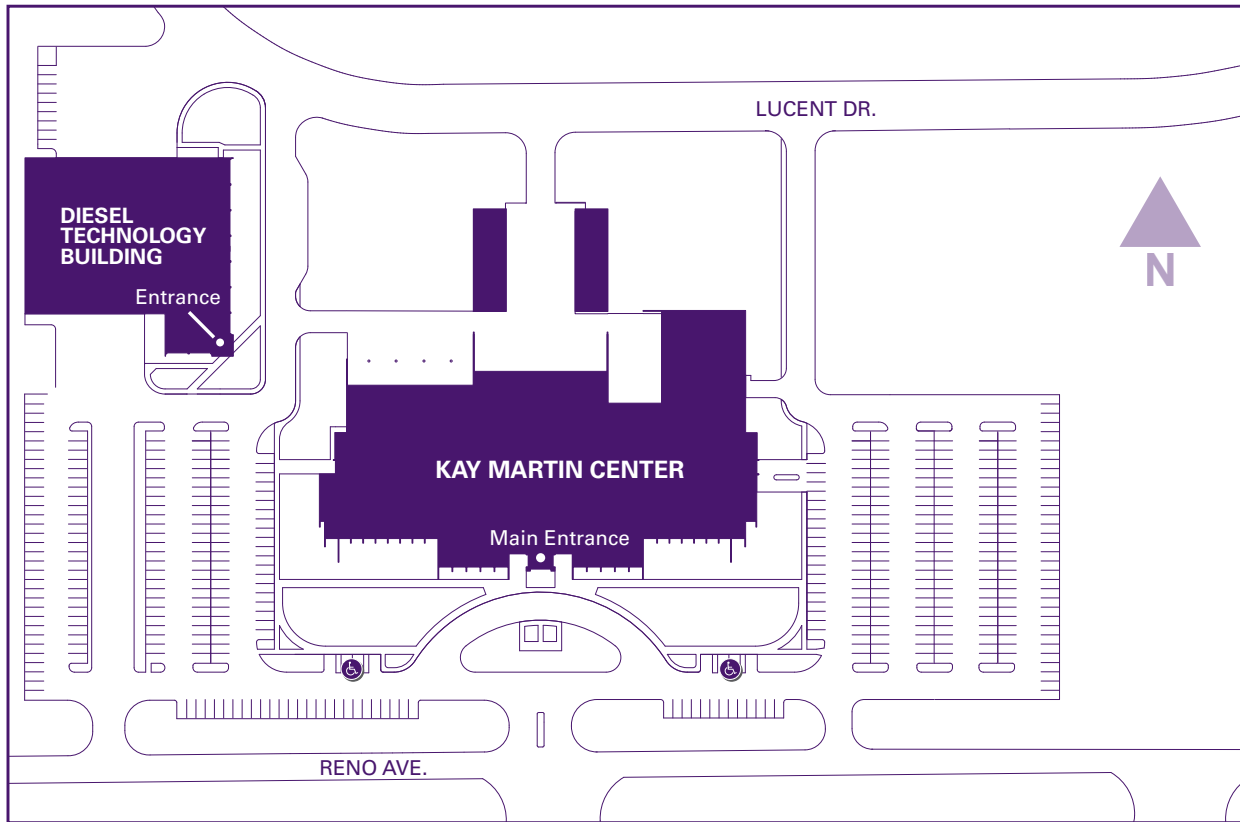 LUCENT DR.
DIESEL
TECHNOLOGY
BUILDING
Entrance
N
KAY MARTIN CENTER
Main Entrance
RENO AVE.